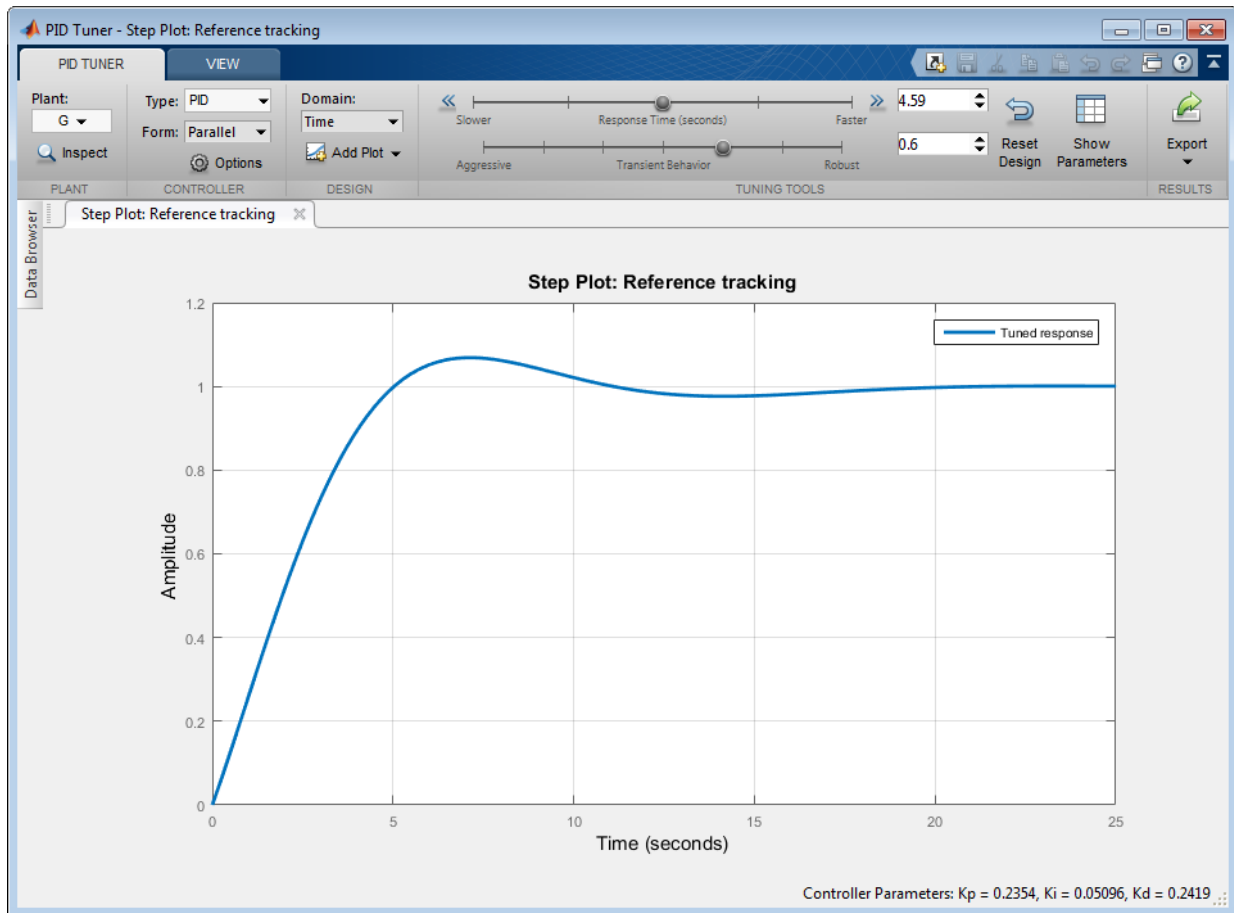 PID Tuner - Step Plot: Reference tracking
PID TUNER VIEW
Plant: Type: PID Domain: Slower Response Time (seconds) Faster 4.59
G Form: Parallel Time Aggressive Transient Behavior Robust 0.6 Reset Design Show Parameters Export
Inspect Options Add Plot
PLANT CONTROLLER DESIGN TUNING TOOLS RESULTS
Data Browser
Step Plot: Reference tracking
Step Plot: Reference tracking
Tuned response
1.2
1
0.8
0.6
0.4
0.2
0
Amplitude
0 5 10 15 20 25
Time (seconds)
Controller Parameters: Kp = 0.2354, Ki = 0.05096, Kd = 0.2419